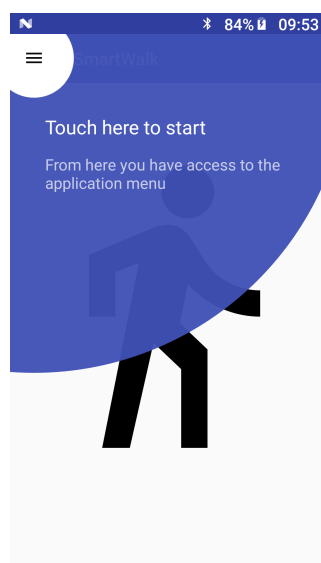 84% 09:53
SmartWalk
Touch here to start
From here you have access to the
application menu